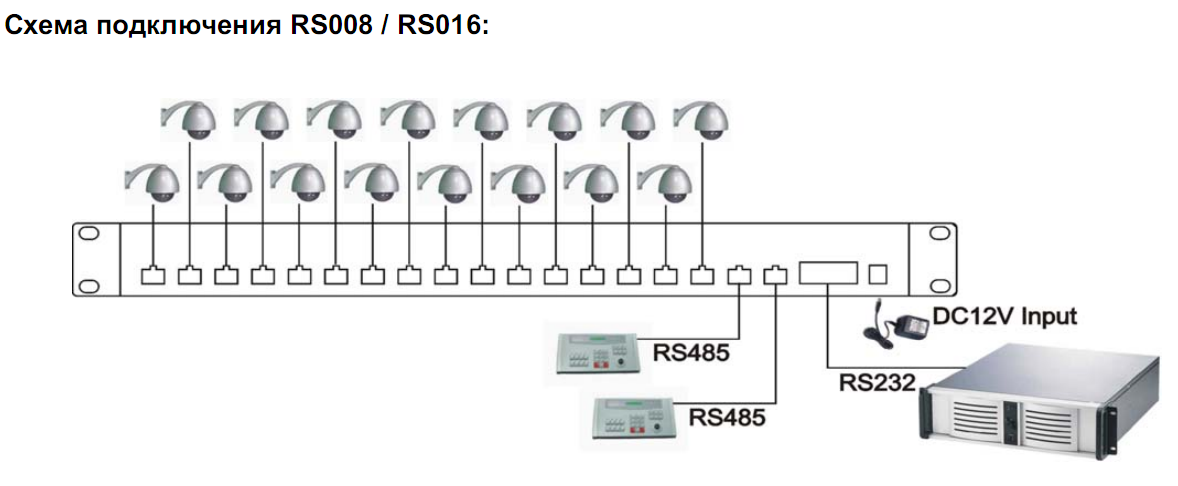 Схема подключения RS008 / RS016:
DC12V Input
RS485
RS232
RS485